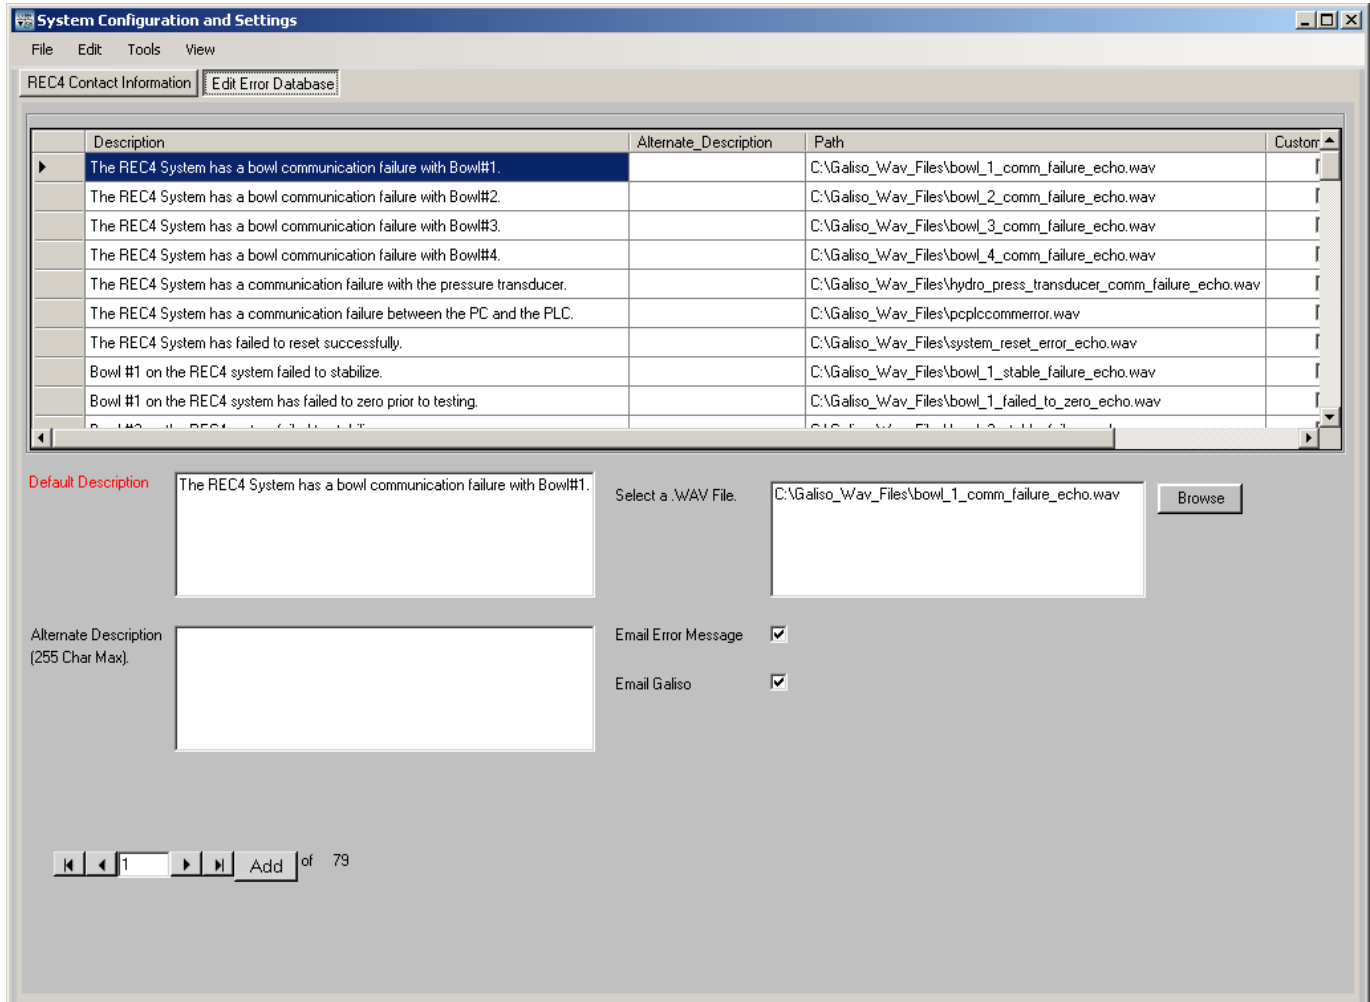 System Configuration and Settings
File Edit Tools View
REC4 Contact Information Edit Error Database
Description Alternate_Description Path Custom
The REC4 System has a bowl communication failure with Bowl#1. C:\Galiso_Wav_Files\bowl_1_comm_failure_echo.wav
The REC4 System has a bowl communication failure with Bowl#2. C:\Galiso_Wav_Files\bowl_2_comm_failure_echo.wav
The REC4 System has a bowl communication failure with Bowl#3. C:\Galiso_Wav_Files\bowl_3_comm_failure_echo.wav
The REC4 System has a bowl communication failure with Bowl#4. C:\Galiso_Wav_Files\bowl_4_comm_failure_echo.wav
The REC4 System has a communication failure with the pressure transducer. C:\Galiso_Wav_Files\hydro_press_transducer_comm_failure_echo.wav
The REC4 System has a communication failure between the PC and the PLC. C:\Galiso_Wav_Files\pcplccommerror.wav
The REC4 System has failed to reset successfully. C:\Galiso_Wav_Files\system_reset_error_echo.wav
Bowl #1 on the REC4 system failed to stabilize. C:\Galiso_Wav_Files\bowl_1_stable_failure_echo.wav
Bowl #1 on the REC4 system has failed to zero prior to testing. C:\Galiso_Wav_Files\bowl_1_failed_to_zero_echo.wav
Default Description The REC4 System has a bowl communication failure with Bowl#1. Select a .WAV File. C:\Galiso_Wav_Files\bowl_1_comm_failure_echo.wav Browse
Alternate Description Email Error Message
(255 Char Max).
Email Galiso
1 Add of 79